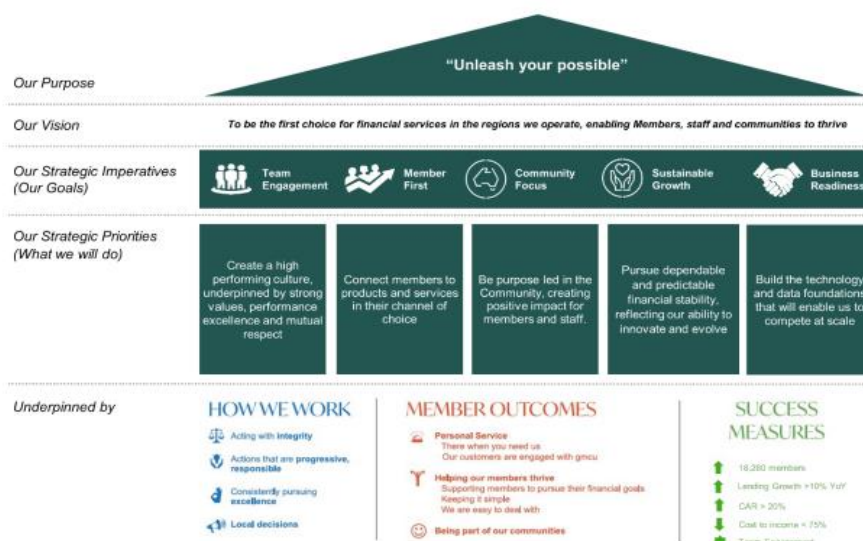 “Unleash your possible”
Our Purpose
Our Vision
To be the first choice for financial services in the regions we operate, enabling Members, staff and communities to thrive
Our Strategic Imperatives
(Our Goals)
Team
Engagement
Member
First
Community
Focus
Sustainable
Growth
Business
Readiness
Our Strategic Priorities
(What we will do)
Create a high
performing culture,
underpinned by strong
values, performance
excellence and mutual
respect
Connect members to
products and services
in their channel of
choice
Be purpose led in the
Community, creating
positive impact for
members and staff.
Pursue dependable
and predictable
financial stability,
reflecting our ability to
innovate and evolve
Build the technology
and data foundations
that will enable us to
compete at scale
Underpinned by
HOW WE WORK
Acting with integrity
Actions that are progressive,
responsible
Consistently pursuing
excellence
Local decisions
MEMBER OUTCOMES
Personal Service
There when you need us
Our customers are engaged with gmcu
Helping our members thrive
Supporting members to pursue their financial goals
Keeping it simple
We are easy to deal with
Being part of our communities
SUCCESS
MEASURES
members
Lending Growth >10% YoY
CAR > 20%
Cost to income < 75%
Team Engagement